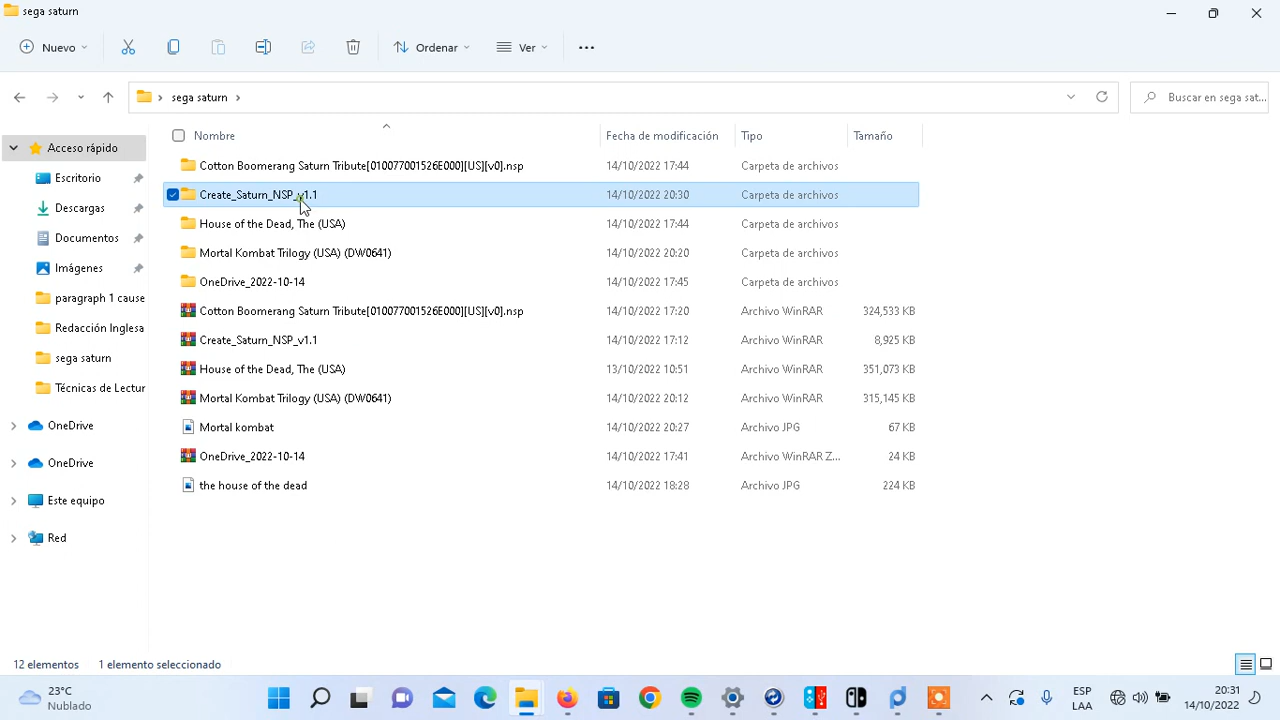 sega saturn
Nuevo
Ordenar
Ver
sega saturn
Buscar en sega sat...
Nombre
Fecha de modificación
Tipo
Tamaño
Acceso rápido
Escritorio
Descargas
Documentos
Imágenes
paragraph 1 cause
Redacción Inglesa
sega saturn
Técnicas de Lectur
OneDrive
OneDrive
Este equipo
Red
Cotton Boomerang Saturn Tribute[010077001526E000][US][v0].nsp 14/10/2022 17:44 Carpeta de archivos
Create_Saturn_NSP_v1.1 14/10/2022 20:30 Carpeta de archivos
House of the Dead, The (USA) 14/10/2022 17:44 Carpeta de archivos
Mortal Kombat Trilogy (USA) (DW0641) 14/10/2022 20:20 Carpeta de archivos
OneDrive_2022-10-14 14/10/2022 17:45 Carpeta de archivos
Cotton Boomerang Saturn Tribute[010077001526E000][US][v0].nsp 14/10/2022 17:20 Archivo WinRAR 324,533 KB
Create_Saturn_NSP_v1.1 14/10/2022 17:12 Archivo WinRAR 8,925 KB
House of the Dead, The (USA) 13/10/2022 10:51 Archivo WinRAR 351,073 KB
Mortal Kombat Trilogy (USA) (DW0641) 14/10/2022 20:12 Archivo WinRAR 315,145 KB
Mortal kombat 14/10/2022 20:27 Archivo JPG 67 KB
OneDrive_2022-10-14 14/10/2022 17:41 Archivo WinRAR Z... 24 KB
the house of the dead 14/10/2022 18:28 Archivo JPG 224 KB
12 elementos 1 elemento seleccionado
23°C
Nublado
ESP
LAA
20:31
14/10/2022